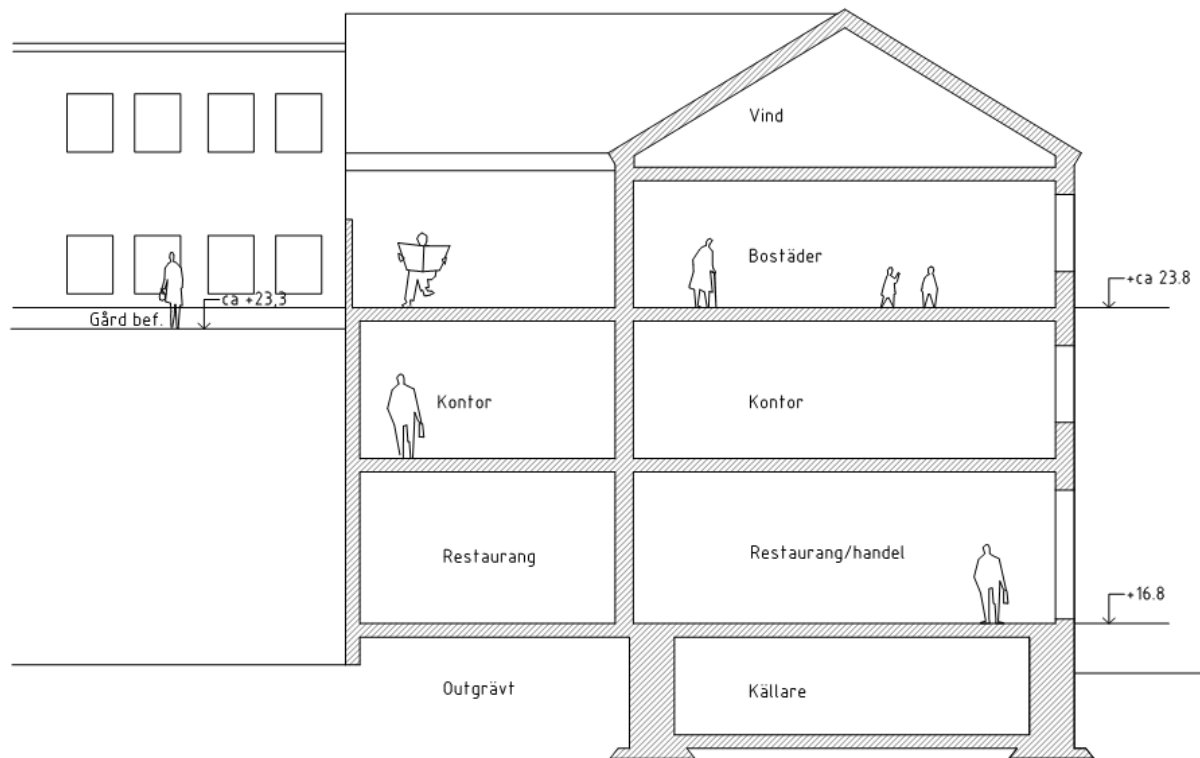 Vind
Bostäder
+ca 23.8
ca +23,3
Gård bef.
Kontor
Kontor
Restaurang
Restaurang/handel
+16.8
Outgrävt
Källare